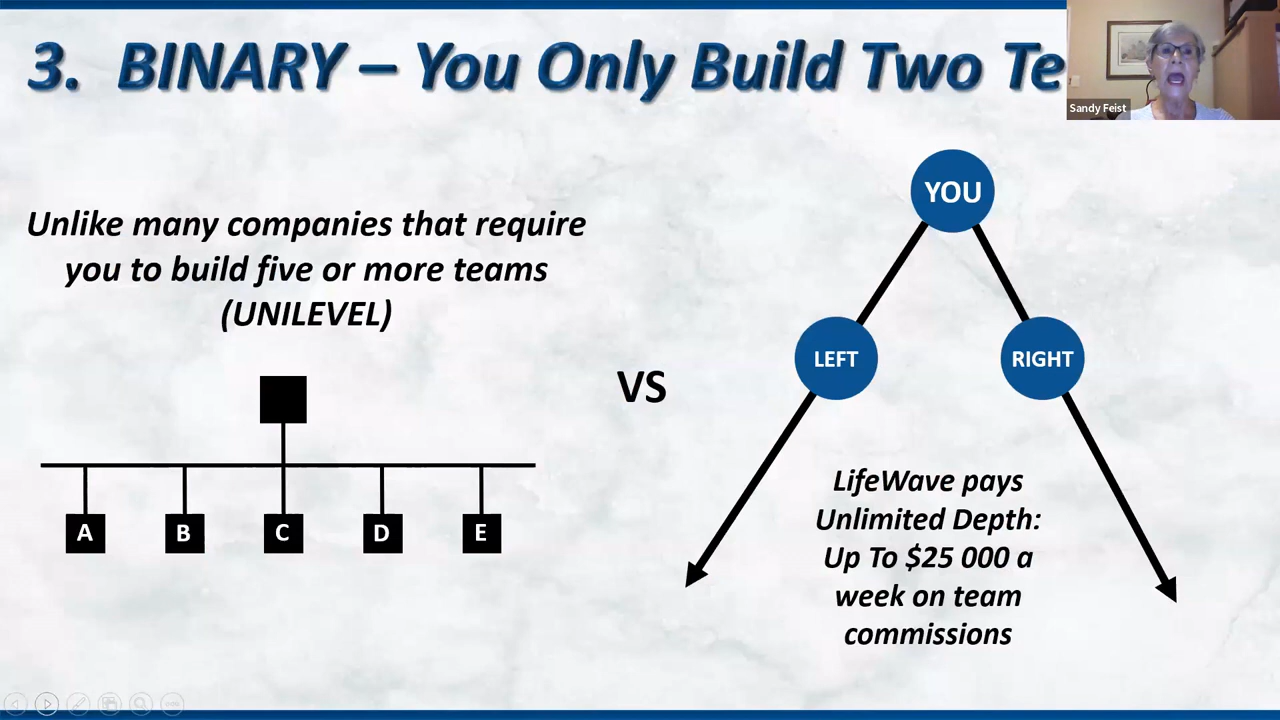 3. BINARY – You Only Build Two Te
Sandy Feist
Unlike many companies that require
you to build five or more teams
(UNILEVEL)
A B C D E
VS
YOU
LEFT RIGHT
LifeWave pays
Unlimited Depth:
Up To $25 000 a
week on team
commissions